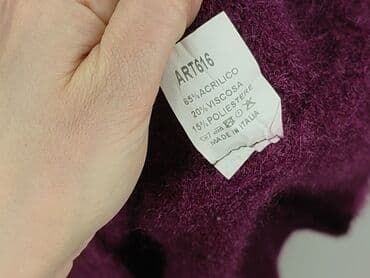 ART616
65% ACRILICO
20% VISCOSA
15% POLIESTERE
MADE IN ITALIA